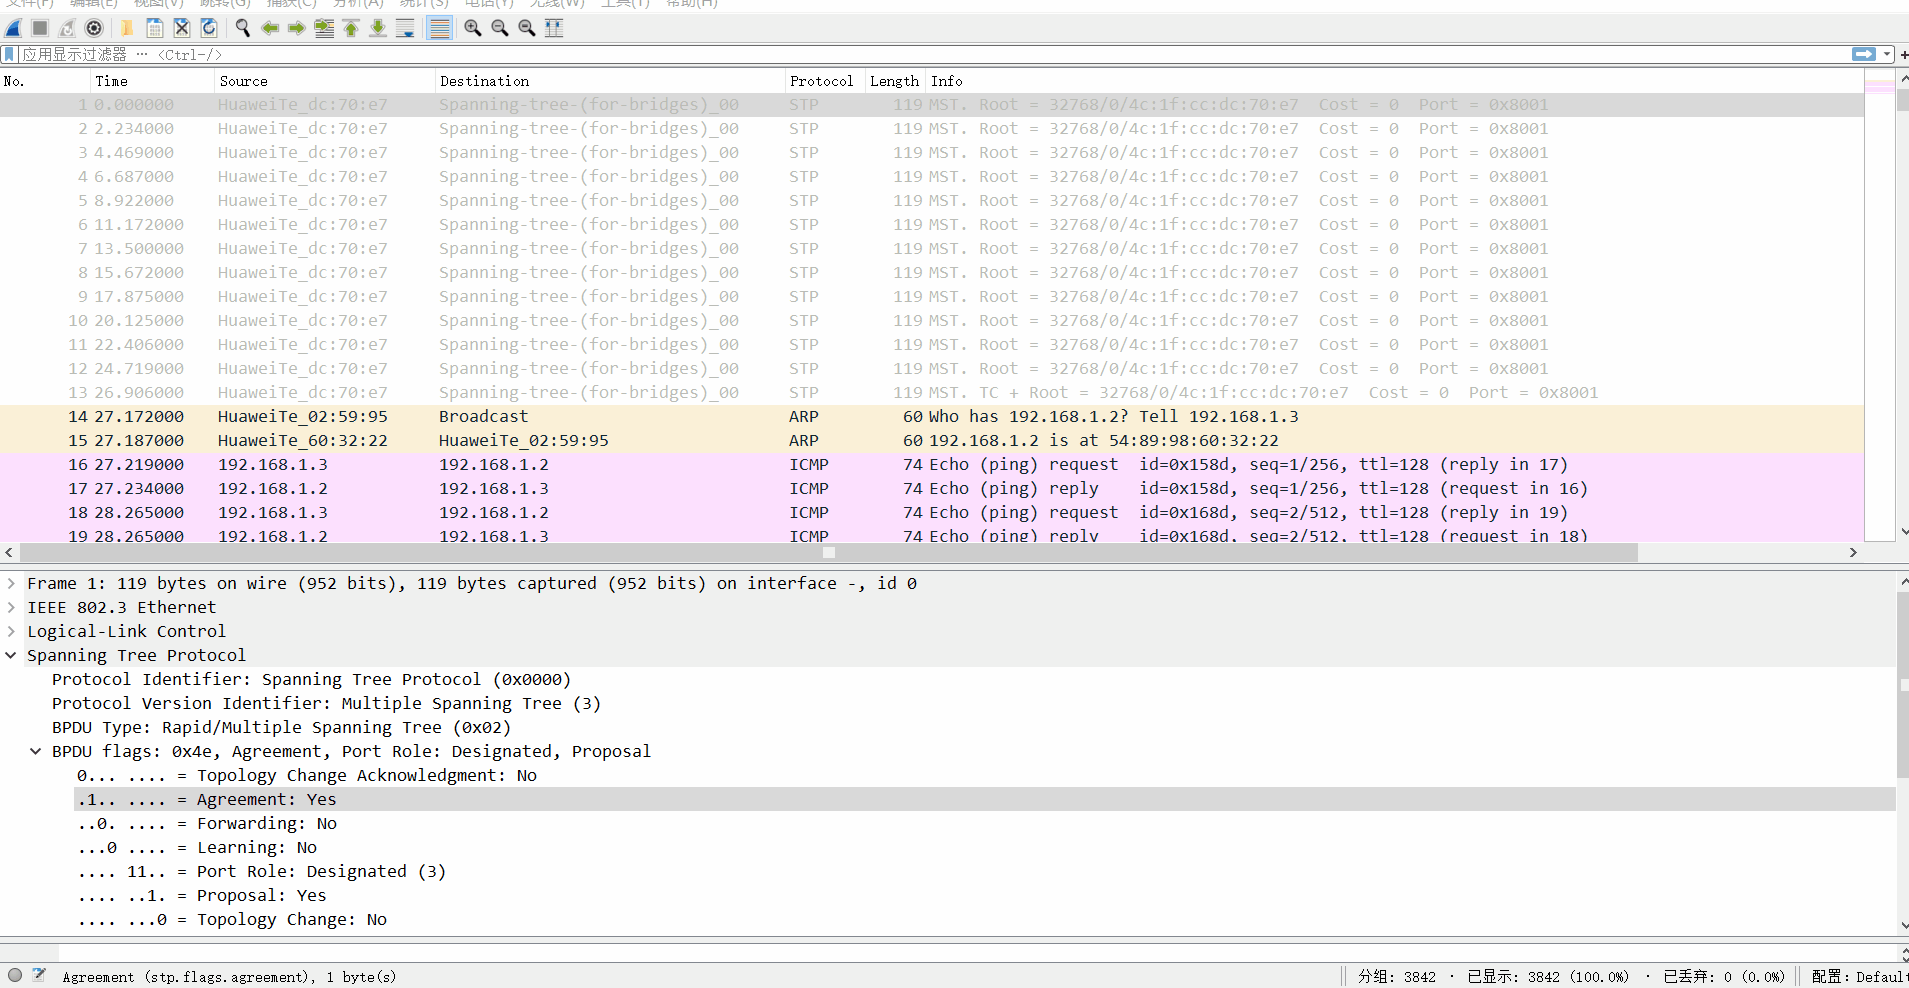 文件(F) 编辑(E) 视图(V) 跳转(G) 捕获(C) 分析(A) 统计(S) 电话(Y) 无线(W) 工具(T) 帮助(H)
应用显示过滤器 … <Ctrl-/>
No. Time Source Destination Protocol Length Info
1 0.000000 HuaweiTe_dc:70:e7 Spanning-tree-(for-bridges)_00 STP 119 MST. Root = 32768/0/4c:1f:cc:dc:70:e7 Cost = 0 Port = 0x8001
2 2.234000 HuaweiTe_dc:70:e7 Spanning-tree-(for-bridges)_00 STP 119 MST. Root = 32768/0/4c:1f:cc:dc:70:e7 Cost = 0 Port = 0x8001
3 4.469000 HuaweiTe_dc:70:e7 Spanning-tree-(for-bridges)_00 STP 119 MST. Root = 32768/0/4c:1f:cc:dc:70:e7 Cost = 0 Port = 0x8001
4 6.687000 HuaweiTe_dc:70:e7 Spanning-tree-(for-bridges)_00 STP 119 MST. Root = 32768/0/4c:1f:cc:dc:70:e7 Cost = 0 Port = 0x8001
5 8.922000 HuaweiTe_dc:70:e7 Spanning-tree-(for-bridges)_00 STP 119 MST. Root = 32768/0/4c:1f:cc:dc:70:e7 Cost = 0 Port = 0x8001
6 11.172000 HuaweiTe_dc:70:e7 Spanning-tree-(for-bridges)_00 STP 119 MST. Root = 32768/0/4c:1f:cc:dc:70:e7 Cost = 0 Port = 0x8001
7 13.500000 HuaweiTe_dc:70:e7 Spanning-tree-(for-bridges)_00 STP 119 MST. Root = 32768/0/4c:1f:cc:dc:70:e7 Cost = 0 Port = 0x8001
8 15.672000 HuaweiTe_dc:70:e7 Spanning-tree-(for-bridges)_00 STP 119 MST. Root = 32768/0/4c:1f:cc:dc:70:e7 Cost = 0 Port = 0x8001
9 17.875000 HuaweiTe_dc:70:e7 Spanning-tree-(for-bridges)_00 STP 119 MST. Root = 32768/0/4c:1f:cc:dc:70:e7 Cost = 0 Port = 0x8001
10 20.125000 HuaweiTe_dc:70:e7 Spanning-tree-(for-bridges)_00 STP 119 MST. Root = 32768/0/4c:1f:cc:dc:70:e7 Cost = 0 Port = 0x8001
11 22.406000 HuaweiTe_dc:70:e7 Spanning-tree-(for-bridges)_00 STP 119 MST. Root = 32768/0/4c:1f:cc:dc:70:e7 Cost = 0 Port = 0x8001
12 24.719000 HuaweiTe_dc:70:e7 Spanning-tree-(for-bridges)_00 STP 119 MST. Root = 32768/0/4c:1f:cc:dc:70:e7 Cost = 0 Port = 0x8001
13 26.906000 HuaweiTe_dc:70:e7 Spanning-tree-(for-bridges)_00 STP 119 MST. TC + Root = 32768/0/4c:1f:cc:dc:70:e7 Cost = 0 Port = 0x8001
14 27.172000 HuaweiTe_02:59:95 Broadcast ARP 60 Who has 192.168.1.2? Tell 192.168.1.3
15 27.187000 HuaweiTe_60:32:22 HuaweiTe_02:59:95 ARP 60 192.168.1.2 is at 54:89:98:60:32:22
16 27.219000 192.168.1.3 192.168.1.2 ICMP 74 Echo (ping) request id=0x158d, seq=1/256, ttl=128 (reply in 17)
17 27.234000 192.168.1.2 192.168.1.3 ICMP 74 Echo (ping) reply id=0x158d, seq=1/256, ttl=128 (request in 16)
18 28.265000 192.168.1.3 192.168.1.2 ICMP 74 Echo (ping) request id=0x168d, seq=2/512, ttl=128 (reply in 19)
19 28.265000 192.168.1.2 192.168.1.3 ICMP 74 Echo (ping) reply id=0x168d, seq=2/512, ttl=128 (request in 18)
Frame 1: 119 bytes on wire (952 bits), 119 bytes captured (952 bits) on interface -, id 0
IEEE 802.3 Ethernet
Logical-Link Control
Spanning Tree Protocol
Protocol Identifier: Spanning Tree Protocol (0x0000)
Protocol Version Identifier: Multiple Spanning Tree (3)
BPDU Type: Rapid/Multiple Spanning Tree (0x02)
BPDU flags: 0x4e, Agreement, Port Role: Designated, Proposal
0... .... = Topology Change Acknowledgment: No
.1.. .... = Agreement: Yes
..0. .... = Forwarding: No
...0 .... = Learning: No
.... 11.. = Port Role: Designated (3)
.... ..1. = Proposal: Yes
.... ...0 = Topology Change: No
Agreement (stp.flags.agreement), 1 byte(s) 分组: 3842 · 已显示: 3842 (100.0%) · 已丢弃: 0 (0.0%) 配置: Default